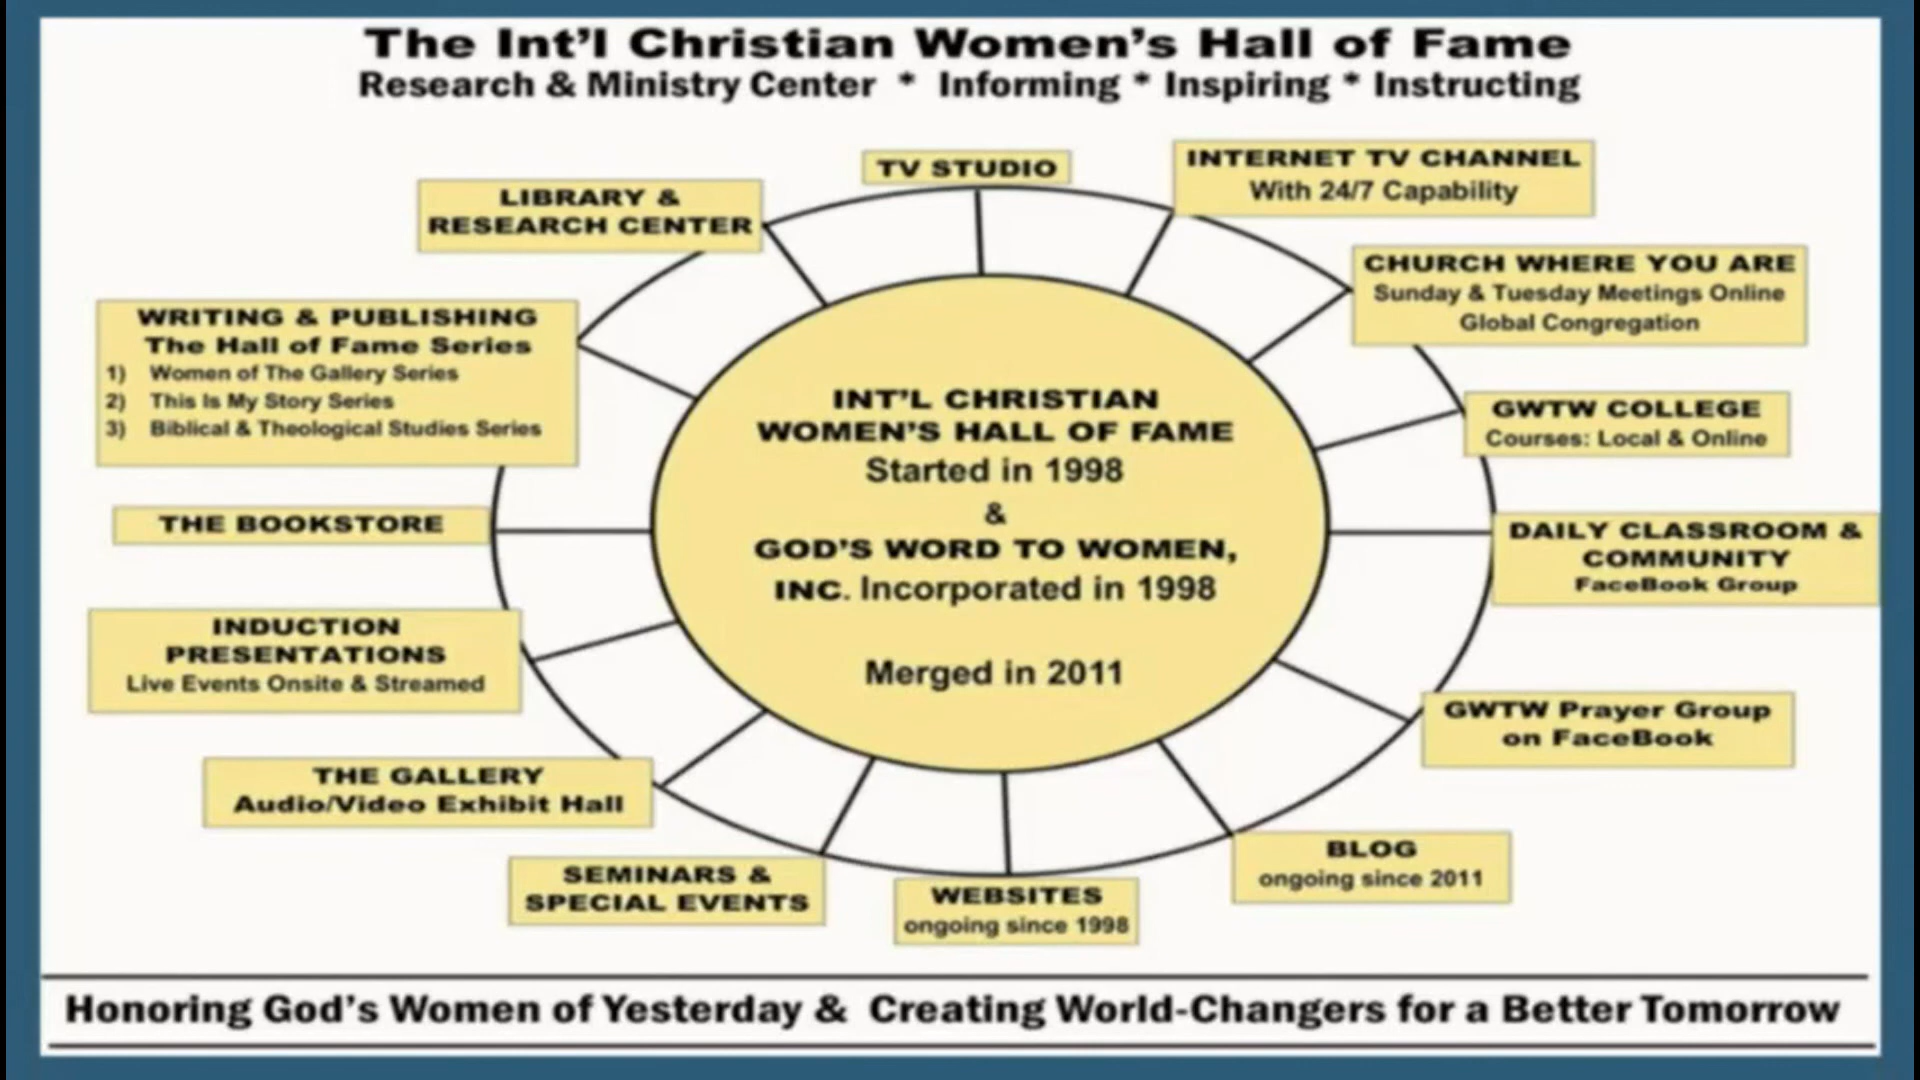 The Int'l Christian Women's Hall of Fame
Research & Ministry Center * Informing * Inspiring * Instructing
TV STUDIO
INTERNET TV CHANNEL
With 24/7 Capability
LIBRARY &
RESEARCH CENTER
CHURCH WHERE YOU ARE
Sunday & Tuesday Meetings Online
Global Congregation
WRITING & PUBLISHING
The Hall of Fame Series
1) Women of The Gallery Series
2) This Is My Story Series
3) Biblical & Theological Studies Series
GWTW COLLEGE
Courses: Local & Online
INT'L CHRISTIAN
WOMEN'S HALL OF FAME
Started in 1998
&
GOD'S WORD TO WOMEN,
INC. Incorporated in 1998
Merged in 2011
THE BOOKSTORE
DAILY CLASSROOM &
COMMUNITY
FaceBook Group
INDUCTION
PRESENTATIONS
Live Events Onsite & Streamed
GWTW Prayer Group
on FaceBook
THE GALLERY
Audio/Video Exhibit Hall
BLOG
ongoing since 2011
SEMINARS &
SPECIAL EVENTS
WEBSITES
ongoing since 1998
Honoring God's Women of Yesterday & Creating World-Changers for a Better Tomorrow